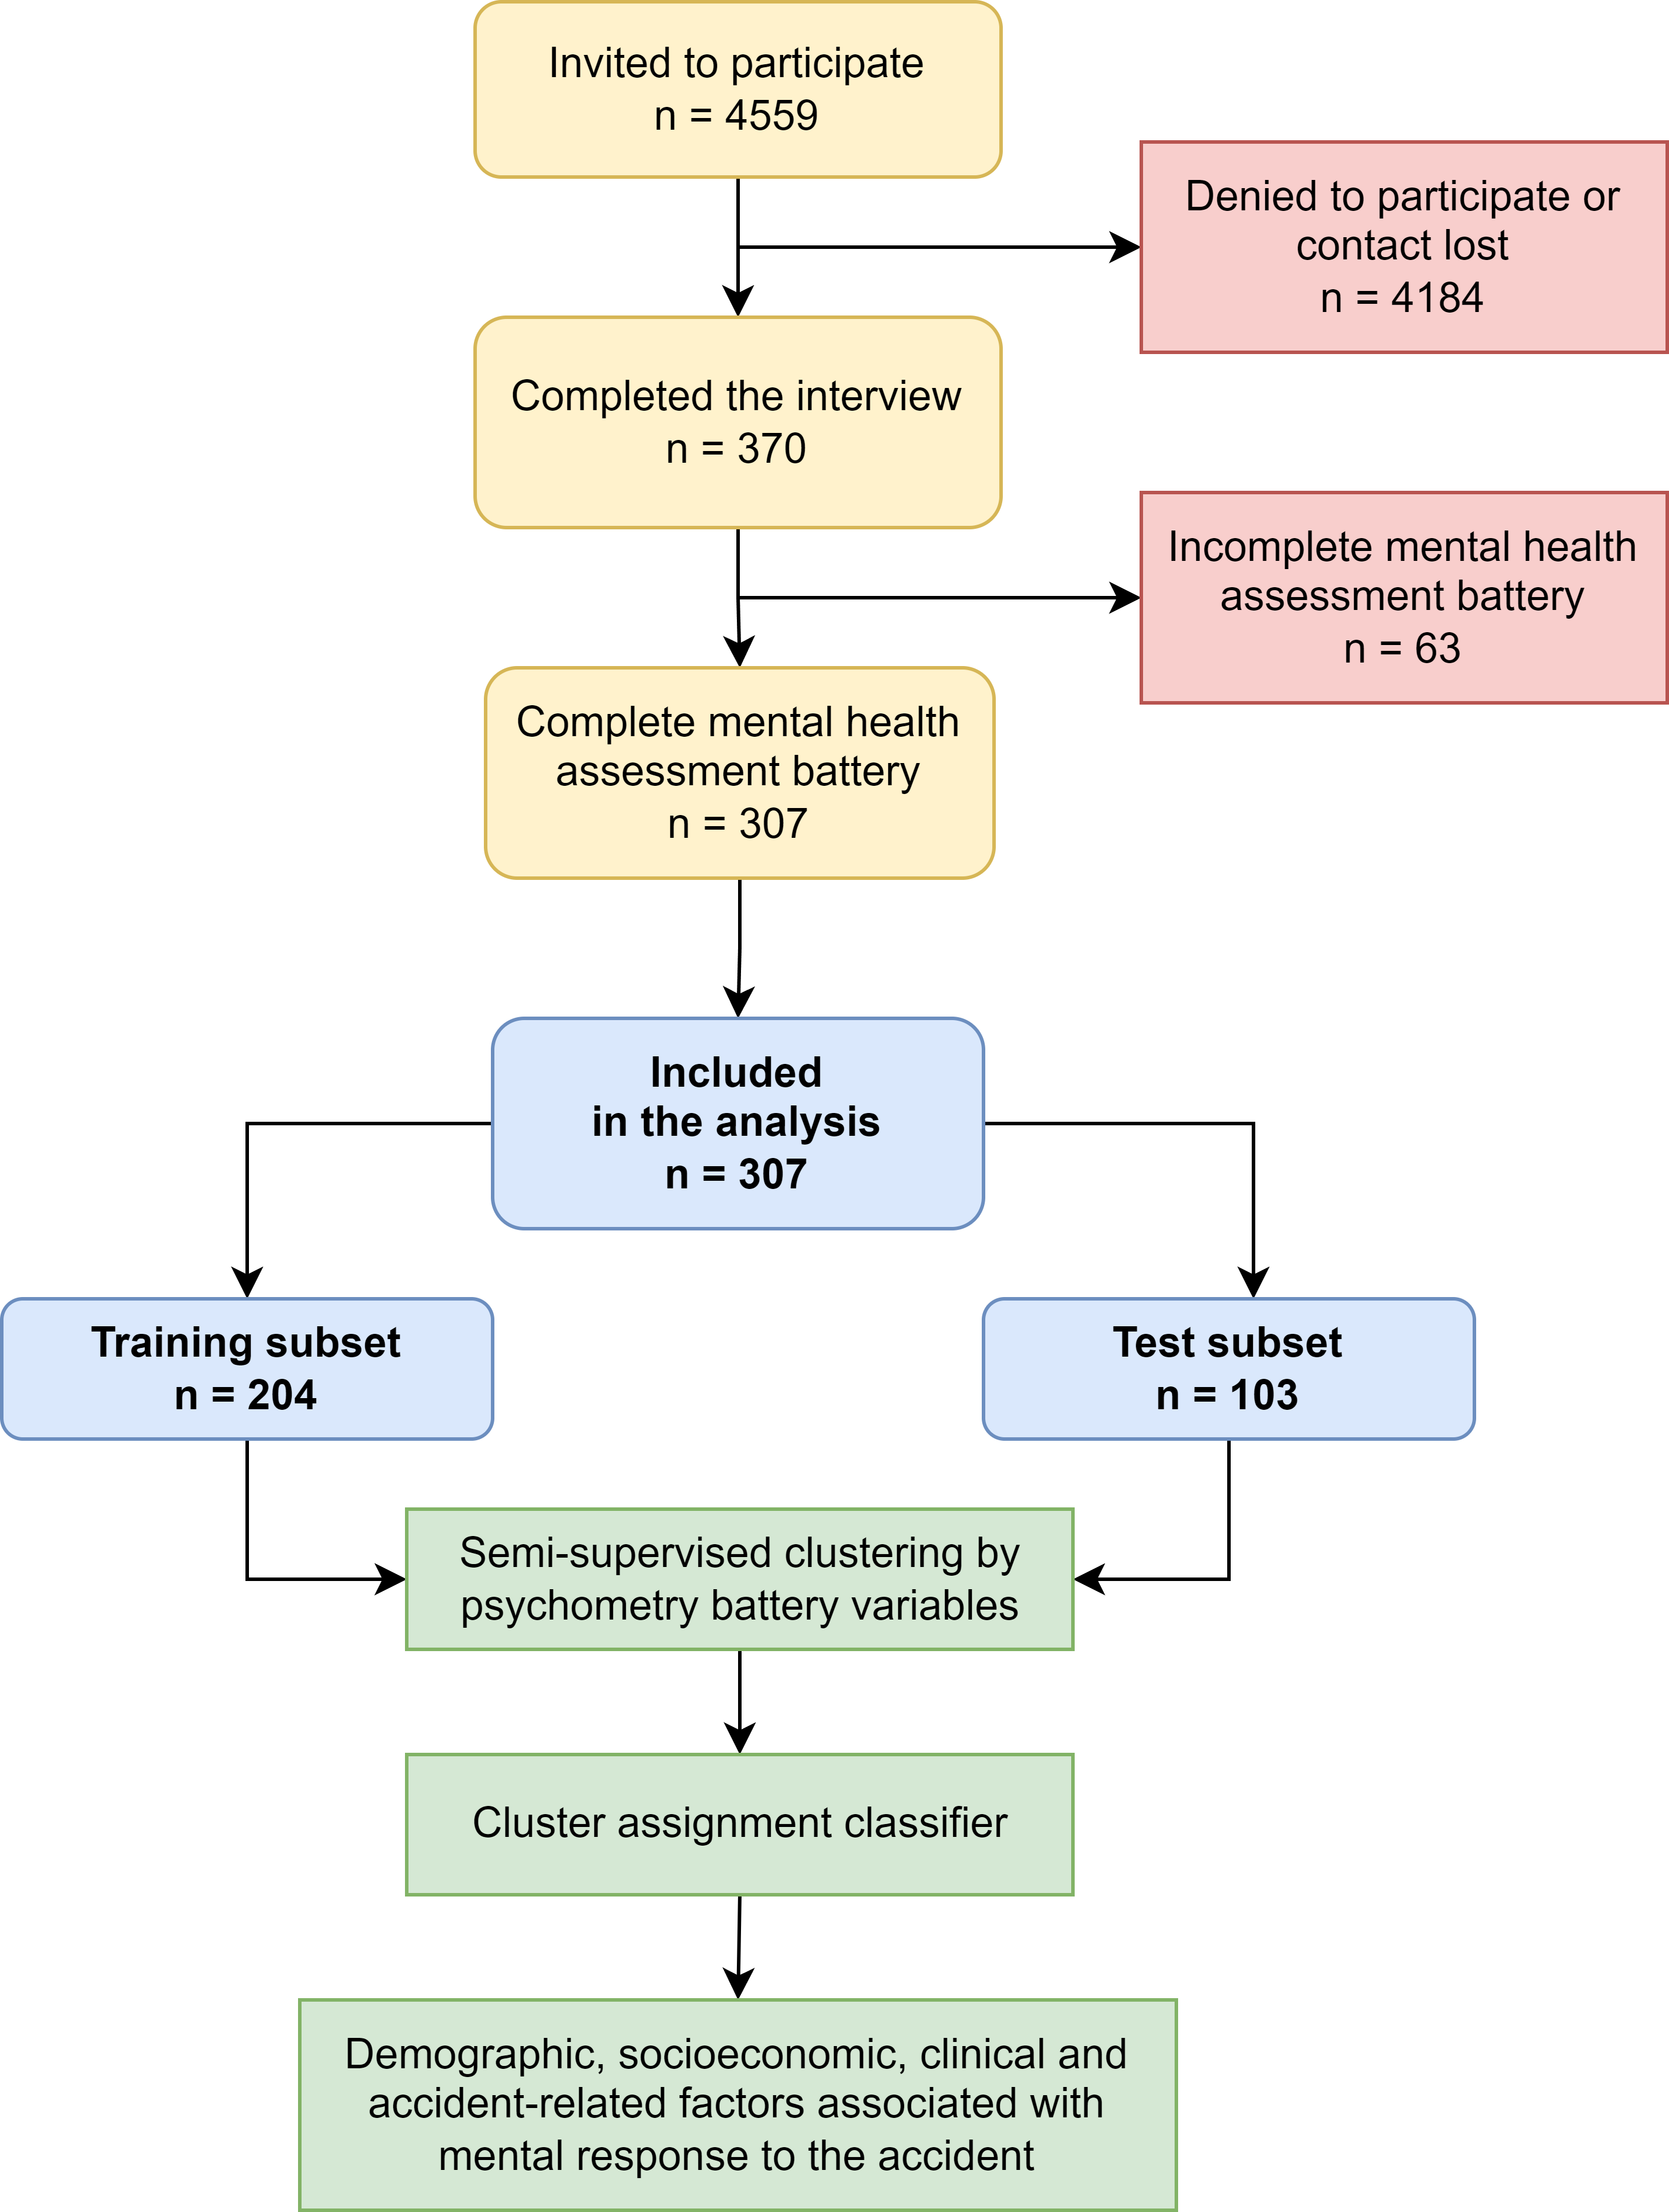 Invited to participate
n = 4559
Denied to participate or
contact lost
n = 4184
Completed the interview
n = 370
Incomplete mental health
assessment battery
n = 63
Complete mental health
assessment battery
n = 307
Included
in the analysis
n = 307
Training subset
n = 204
Test subset
n = 103
Semi-supervised clustering by
psychometry battery variables
Cluster assignment classifier
Demographic, socioeconomic, clinical and
accident-related factors associated with
mental response to the accident